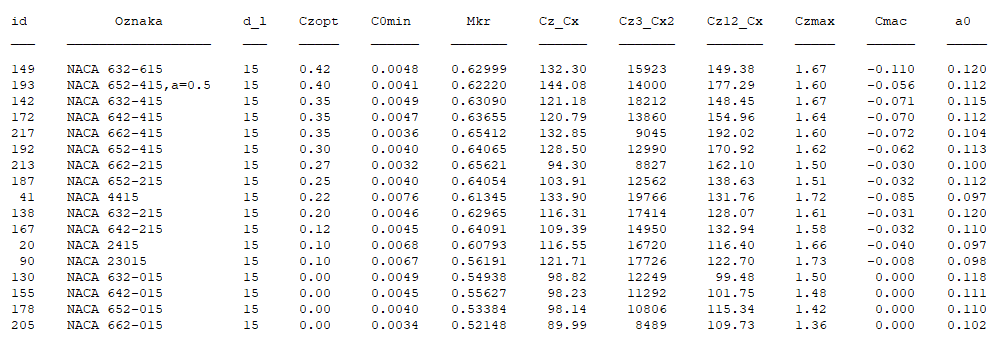 id Oznaka d_l Czopt C0min Mkr Cz_Cx Cz3_Cx2 Cz12_Cx Czmax Cmac a0
149 NACA 632-615 15 0.42 0.0048 0.62999 132.30 15923 149.38 1.67 -0.110 0.120
193 NACA 652-415,a=0.5 15 0.40 0.0041 0.62220 144.08 14000 177.29 1.60 -0.056 0.112
142 NACA 632-415 15 0.35 0.0049 0.63090 121.18 18212 148.45 1.67 -0.071 0.115
172 NACA 642-415 15 0.35 0.0047 0.63655 120.79 13860 154.96 1.64 -0.070 0.112
217 NACA 662-415 15 0.35 0.0036 0.65412 132.85 9045 192.02 1.60 -0.072 0.104
192 NACA 652-415 15 0.30 0.0040 0.64065 128.50 12990 170.92 1.62 -0.062 0.113
213 NACA 662-215 15 0.27 0.0032 0.65621 94.30 8827 162.10 1.50 -0.030 0.100
187 NACA 652-215 15 0.25 0.0040 0.64054 103.91 12562 138.63 1.51 -0.032 0.112
41 NACA 4415 15 0.22 0.0076 0.61345 133.90 19766 131.76 1.72 -0.085 0.097
138 NACA 632-215 15 0.20 0.0046 0.62965 116.31 17414 128.07 1.61 -0.031 0.120
167 NACA 642-215 15 0.12 0.0045 0.64091 109.39 14950 132.94 1.58 -0.032 0.110
20 NACA 2415 15 0.10 0.0068 0.60793 116.55 16720 116.40 1.66 -0.040 0.097
90 NACA 23015 15 0.10 0.0067 0.56191 121.71 17726 122.70 1.73 -0.008 0.098
130 NACA 632-015 15 0.00 0.0049 0.54938 98.82 12249 99.48 1.50 0.000 0.118
155 NACA 642-015 15 0.00 0.0045 0.55627 98.23 11292 101.75 1.48 0.000 0.111
178 NACA 652-015 15 0.00 0.0040 0.53384 98.14 10806 115.34 1.42 0.000 0.110
205 NACA 662-015 15 0.00 0.0034 0.52148 89.99 8489 109.73 1.36 0.000 0.102